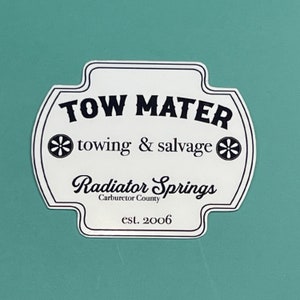 TOW MATER
towing & salvage
Radiator Springs
Carburetor County
est. 2006